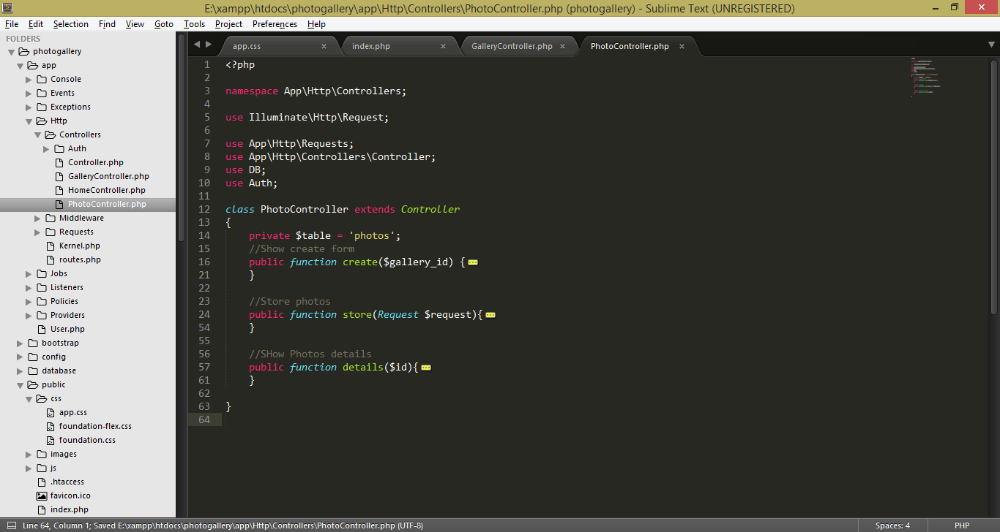 E:\xampp\htdocs\photogallery\app\Http\Controllers\PhotoController.php (photogallery) - Sublime Text (UNREGISTERED)
File Edit Selection Find View Goto Tools Project Preferences Help
FOLDERS
photogallery
app
Console
Events
Exceptions
Http
Controllers
Auth
Controller.php
GalleryController.php
HomeController.php
PhotoController.php
Middleware
Requests
Kernel.php
routes.php
Jobs
Listeners
Policies
Providers
User.php
bootstrap
config
database
public
css
app.css
foundation-flex.css
foundation.css
images
js
.htaccess
favicon.ico
index.php
app.css × index.php × GalleryController.php × PhotoController.php ×
1 <?php
2
3 namespace App\Http\Controllers;
4
5 use Illuminate\Http\Request;
6
7 use App\Http\Requests;
8 use App\Http\Controllers\Controller;
9 use DB;
10 use Auth;
11
12 class PhotoController extends Controller
13 {
14 private $table = 'photos';
15 //Show create form
16 public function create($gallery_id) {
21 }
22
23 //Store photos
24 public function store(Request $request){
54 }
55
56 //SHow Photos details
57 public function details($id){
61 }
62
63 }
64
Line 64, Column 1; Saved E:\xampp\htdocs\photogallery\app\Http\Controllers\PhotoController.php (UTF-8) Spaces: 4 PHP